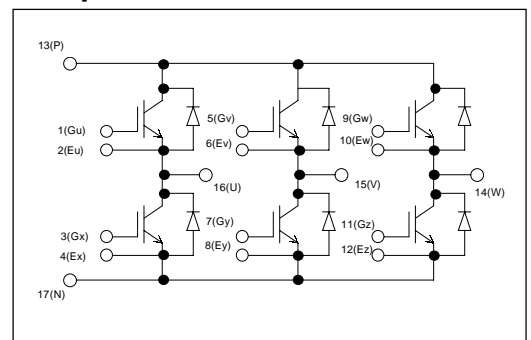 13(P)
1(Gu)
2(Eu)
5(Gv)
6(Ev)
9(Gw)
10(Ew)
16(U)
15(V)
14(W)
3(Gx)
4(Ex)
7(Gy)
8(Ey)
11(Gz)
12(Ez)
17(N)